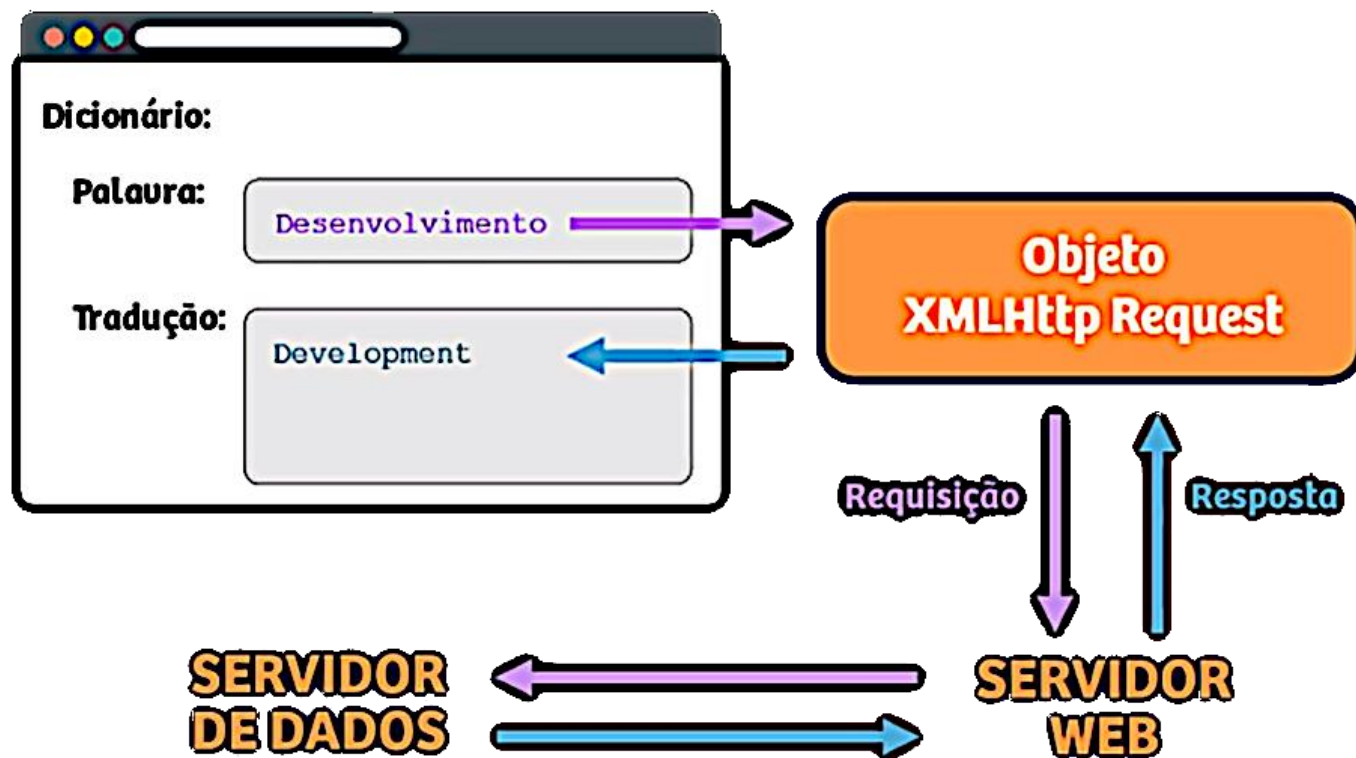 Dicionário:
Palavra:
Desenvolvimento
Tradução:
Development
Objeto
XMLHttp Request
Requisição
Resposta
SERVIDOR
DE DADOS
SERVIDOR
WEB